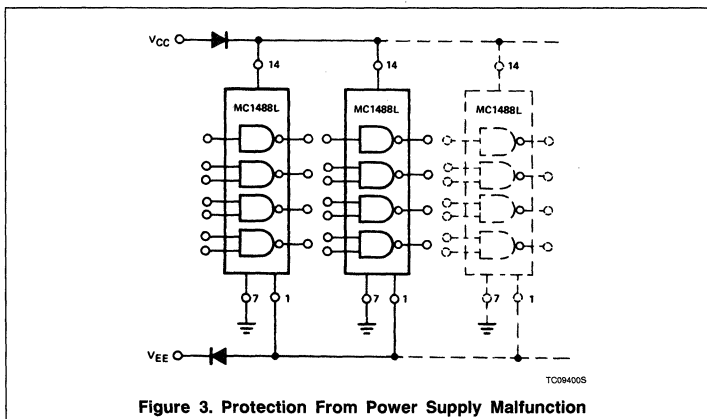 VCC
14
14
14
MC1488L
MC1488L
MC1488L
7
1
7
1
7
1
VEE
TC09400S
Figure 3. Protection From Power Supply Malfunction